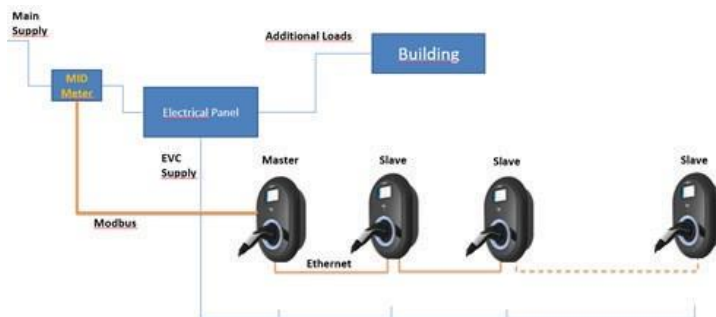 Main
Supply
Additional Loads
Building
MID
Meter
Electrical Panel
EVC
Supply
Master
Slave
Slave
Slave
Modbus
Ethernet